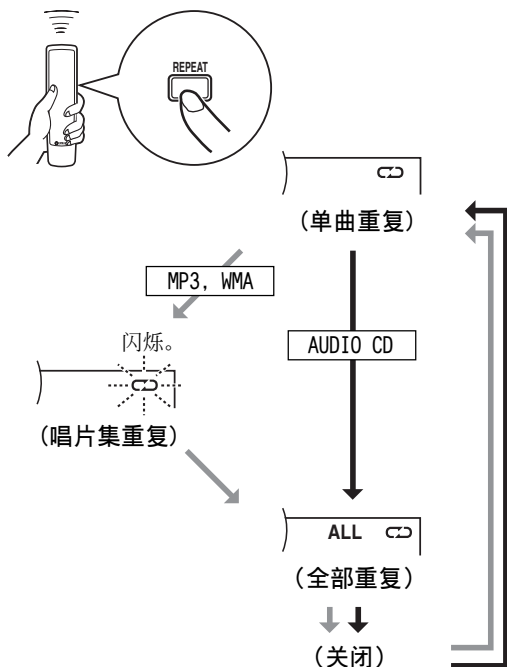 REPEAT
（单曲重复）
MP3, WMA
AUDIO CD
闪烁。
（唱片集重复）
ALL
（全部重复）
（关闭）